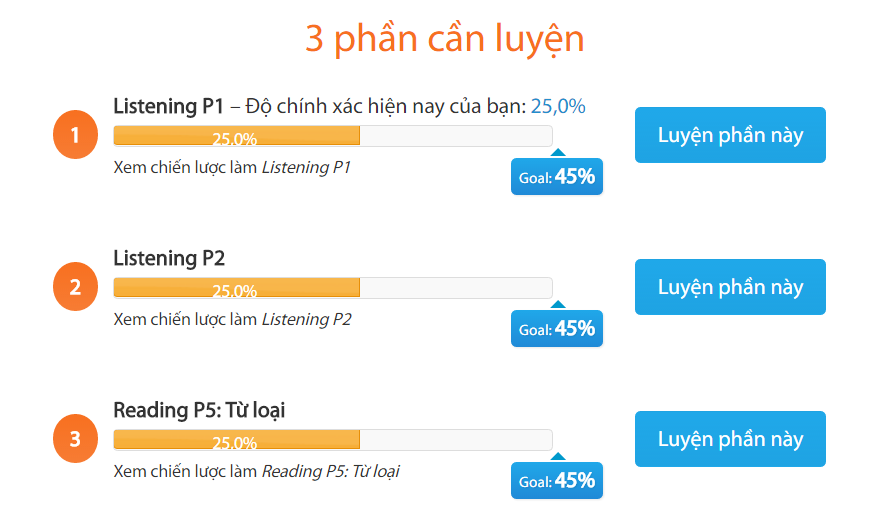 3 phần cần luyện
1
Listening P1 – Độ chính xác hiện nay của bạn: 25,0%
25.0%
Xem chiến lược làm Listening P1
Goal: 45%
Luyện phần này
2
Listening P2
25.0%
Xem chiến lược làm Listening P2
Goal: 45%
Luyện phần này
3
Reading P5: Từ loại
25.0%
Xem chiến lược làm Reading P5: Từ loại
Goal: 45%
Luyện phần này